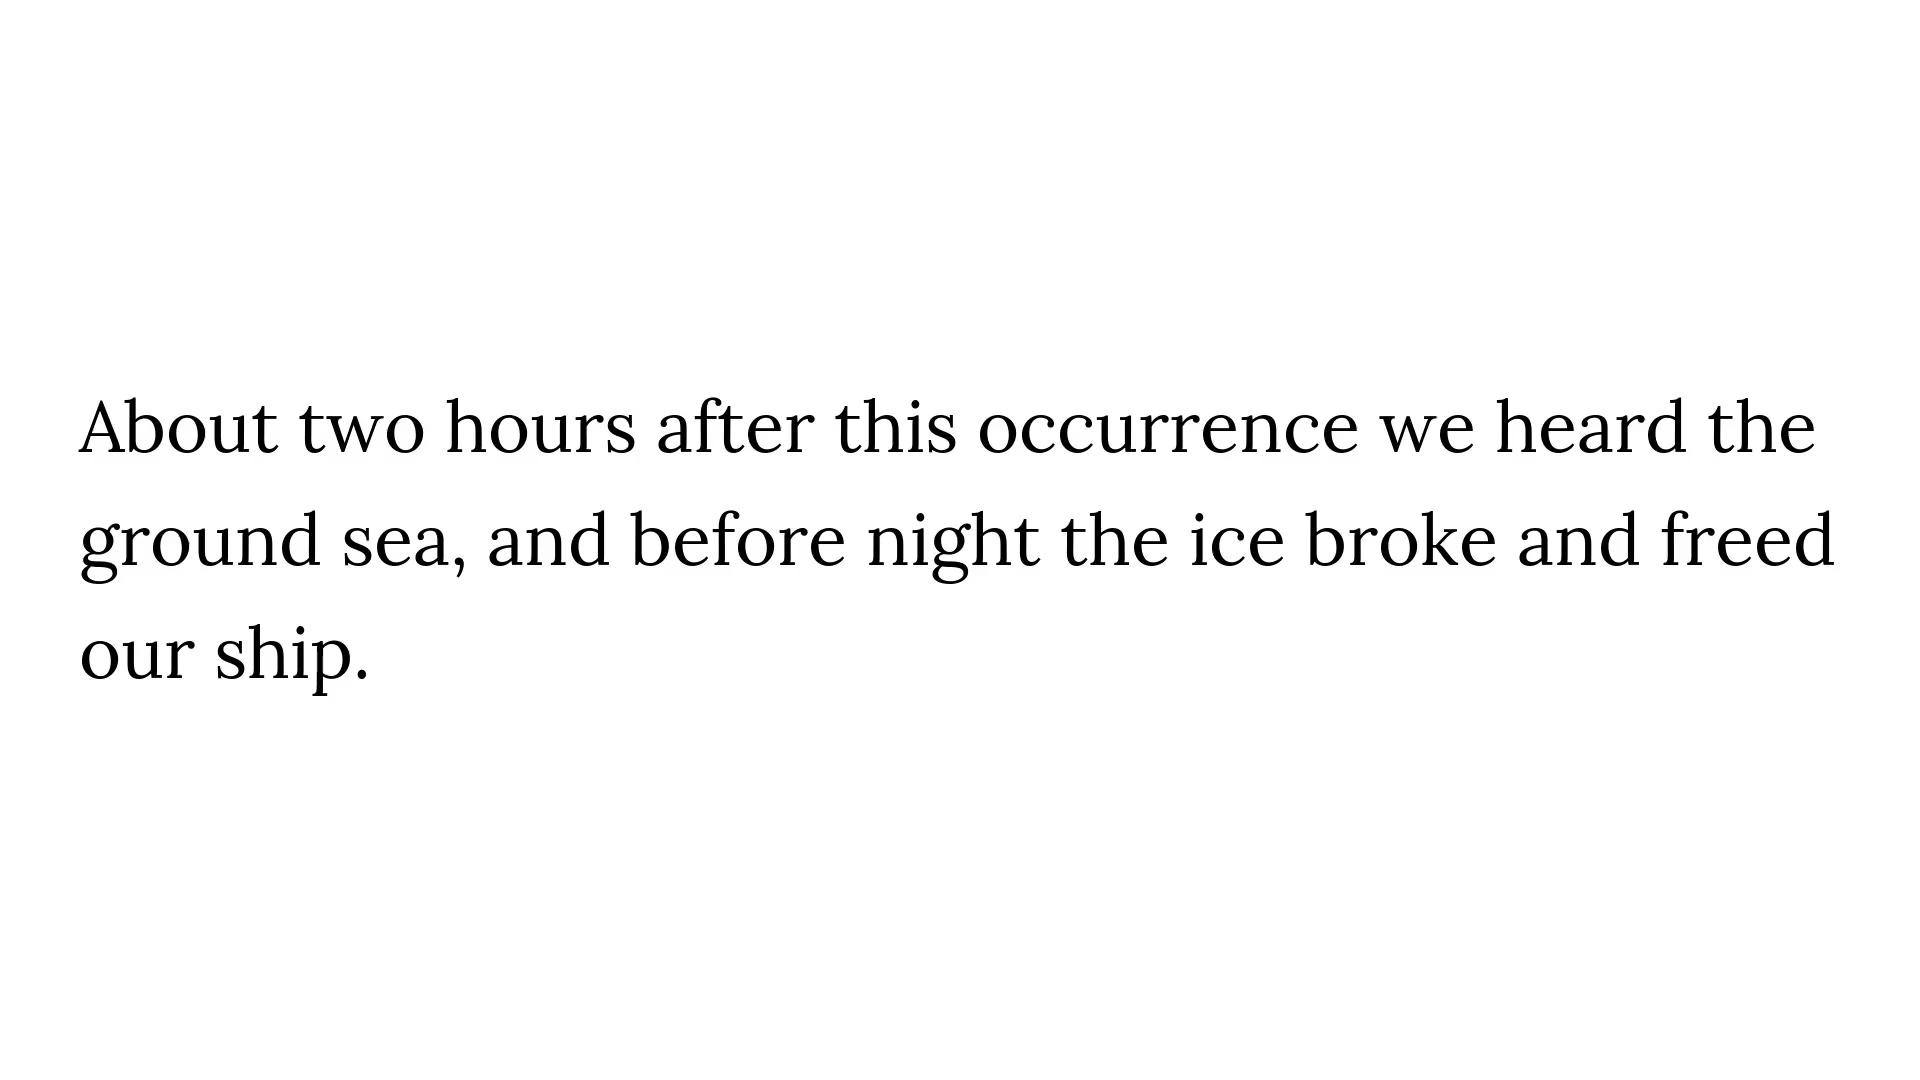 About two hours after this occurrence we heard the
ground sea, and before night the ice broke and freed
our ship.